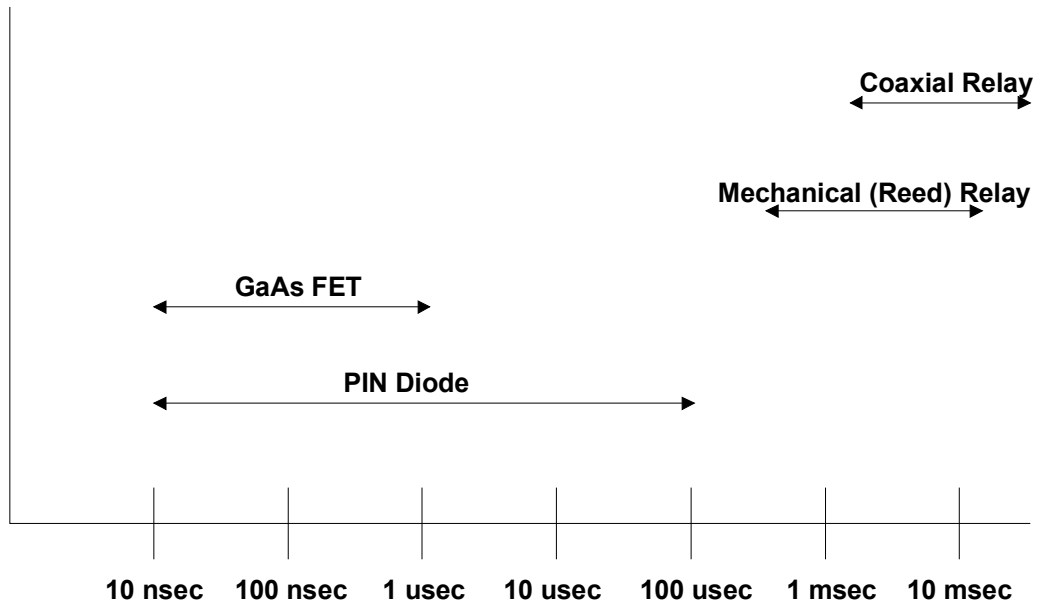 Coaxial Relay
Mechanical (Reed) Relay
GaAs FET
PIN Diode
10 nsec 100 nsec 1 usec 10 usec 100 usec 1 msec 10 msec